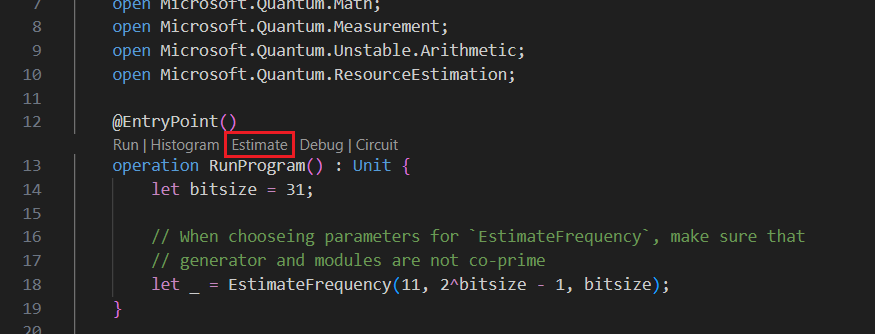 7 open Microsoft.Quantum.Math;
8 open Microsoft.Quantum.Measurement;
9 open Microsoft.Quantum.Unstable.Arithmetic;
10 open Microsoft.Quantum.ResourceEstimation;
11
12 @EntryPoint()
Run | Histogram Estimate Debug | Circuit
13 operation RunProgram() : Unit {
14 let bitsize = 31;
15
16 // When chooseing parameters for `EstimateFrequency`, make sure that
17 // generator and modules are not co-prime
18 let _ = EstimateFrequency(11, 2^bitsize - 1, bitsize);
19 }
20